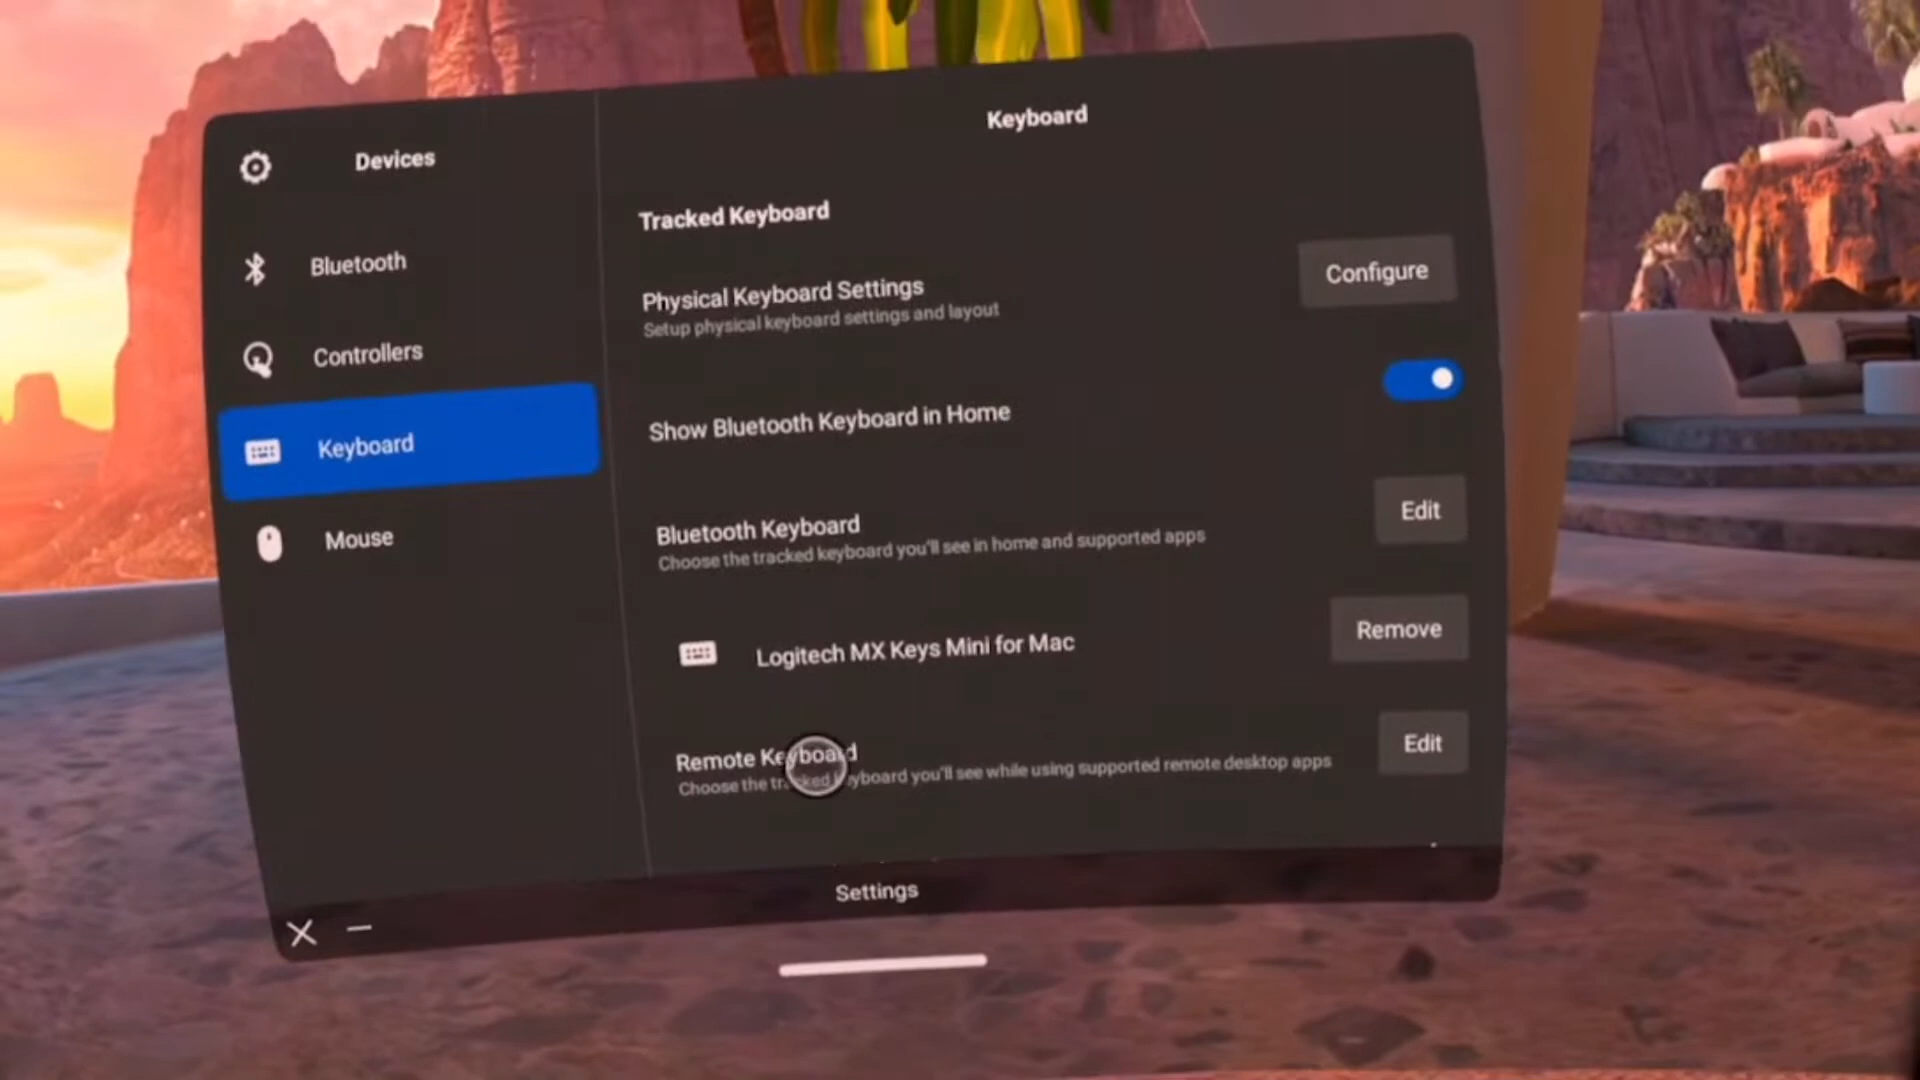 Devices
Bluetooth
Controllers
Keyboard
Mouse
Keyboard
Tracked Keyboard
Physical Keyboard Settings
Setup physical keyboard settings and layout
Configure
Show Bluetooth Keyboard in Home
Bluetooth Keyboard
Choose the tracked keyboard you'll see in home and supported apps
Edit
Logitech MX Keys Mini for Mac
Remove
Remote Keyboard
Choose the tracked keyboard you'll see while using supported remote desktop apps
Edit
Settings